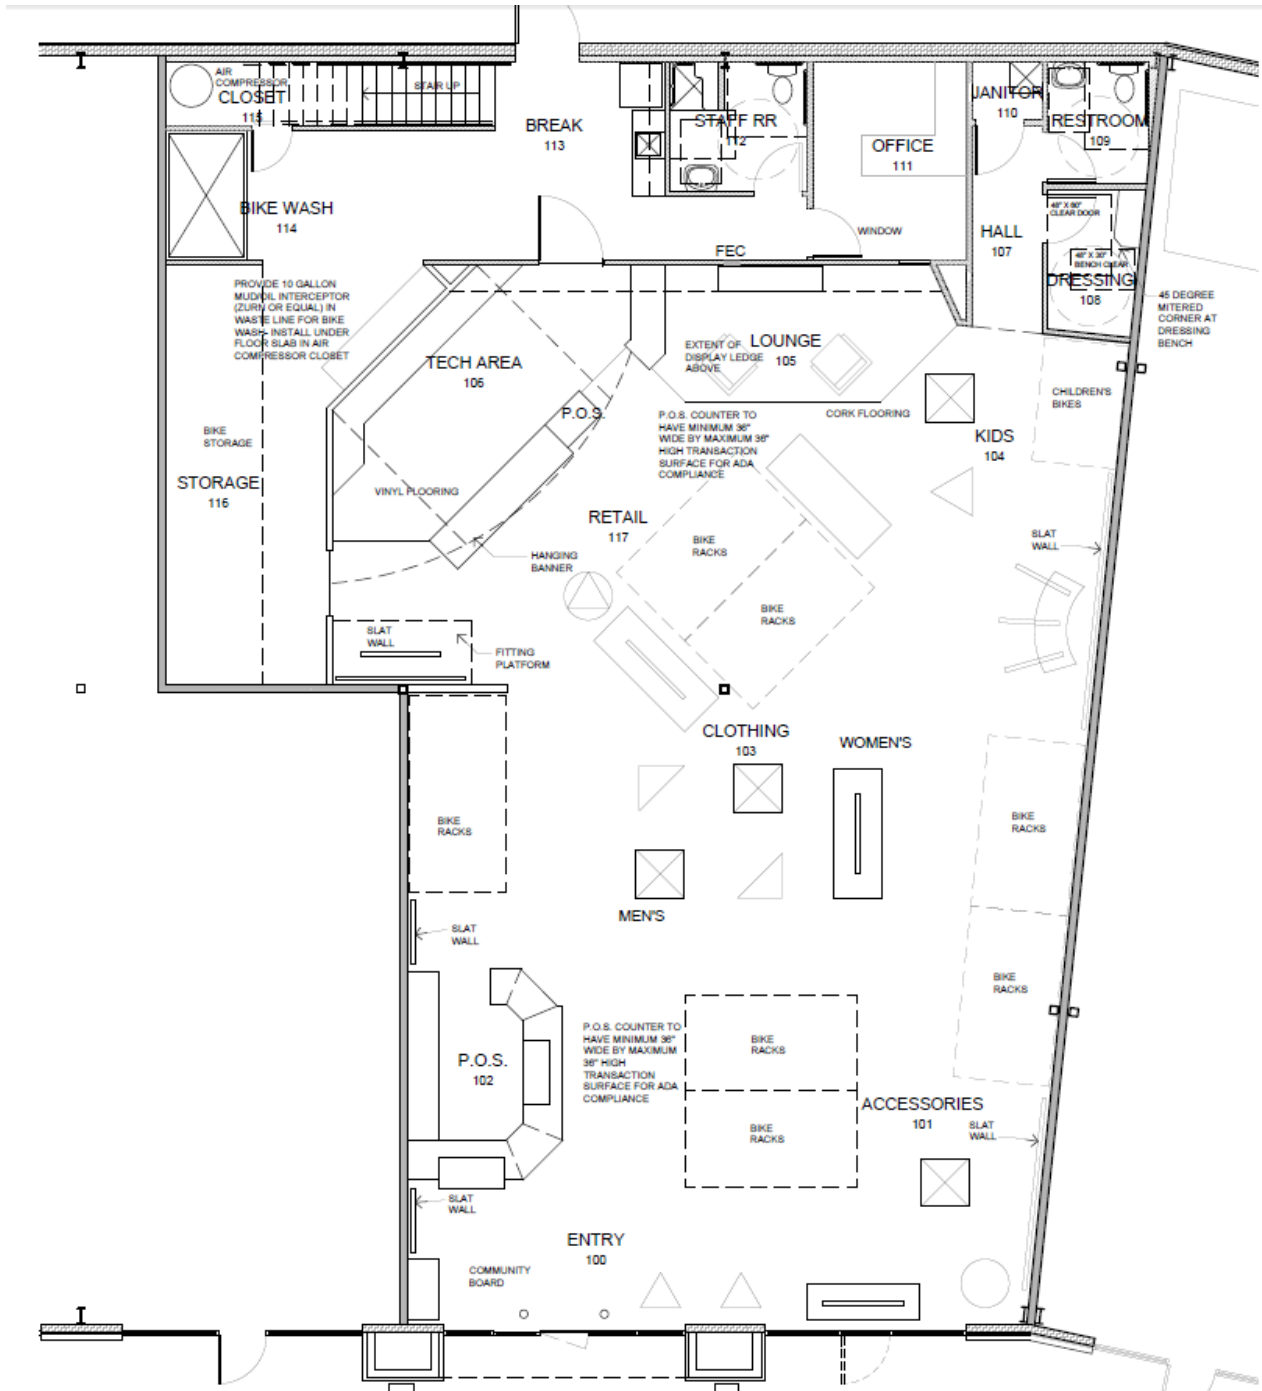 AIR
COMPRESSOR
CLOSET
115
STAIR UP
BREAK
113
STAFF RR
112
OFFICE
111
JANITOR
110
RESTROOM
109
BIKE WASH
114
FEC
WINDOW
HALL
107
48" X 60"
CLEAR DOOR
48" X 30"
BENCH CLEAR
DRESSING
108
45 DEGREE
MITERED
CORNER AT
DRESSING
BENCH
PROVIDE 10 GALLON
MUD/OIL INTERCEPTOR
(ZURN OR EQUAL) IN
WASTE LINE FOR BIKE
WASH- INSTALL UNDER
FLOOR SLAB IN AIR
COMPRESSOR CLOSET
TECH AREA
106
EXTENT OF
DISPLAY LEDGE
ABOVE
LOUNGE
105
CHILDREN'S
BIKES
P.O.S.
P.O.S. COUNTER TO
HAVE MINIMUM 36"
WIDE BY MAXIMUM 36"
HIGH TRANSACTION
SURFACE FOR ADA
COMPLIANCE
CORK FLOORING
KIDS
104
BIKE
STORAGE
STORAGE
116
VINYL FLOORING
RETAIL
117
BIKE
RACKS
SLAT
WALL
HANGING
BANNER
BIKE
RACKS
SLAT
WALL
FITTING
PLATFORM
CLOTHING
103
WOMEN'S
BIKE
RACKS
BIKE
RACKS
MEN'S
SLAT
WALL
BIKE
RACKS
P.O.S. COUNTER TO
HAVE MINIMUM 36"
WIDE BY MAXIMUM
36" HIGH
TRANSACTION
SURFACE FOR ADA
COMPLIANCE
BIKE
RACKS
P.O.S.
102
ACCESSORIES
101
BIKE
RACKS
SLAT
WALL
SLAT
WALL
ENTRY
100
COMMUNITY
BOARD